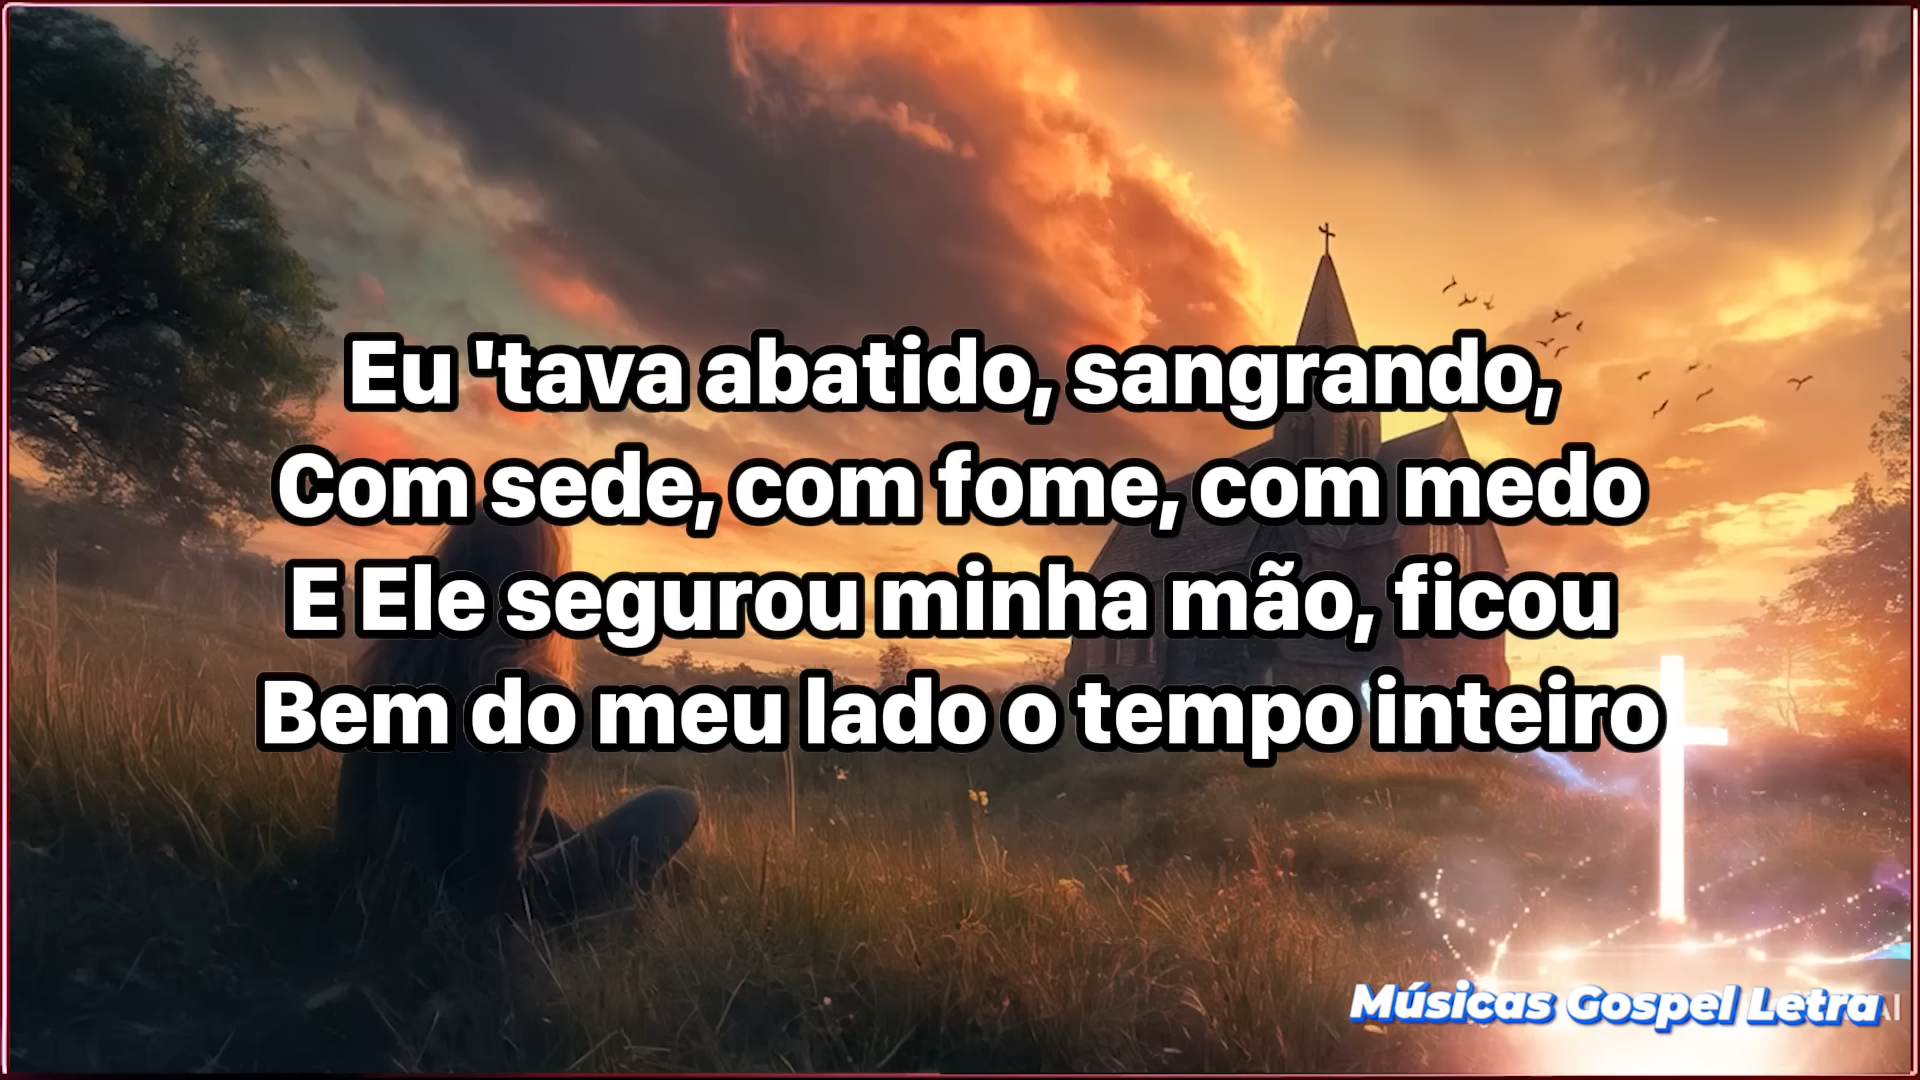 Eu 'tava abatido, sangrando,
Com sede, com fome, com medo
E Ele segurou minha mão, ficou
Bem do meu lado o tempo inteiro
Músicas Gospel Letra
AI